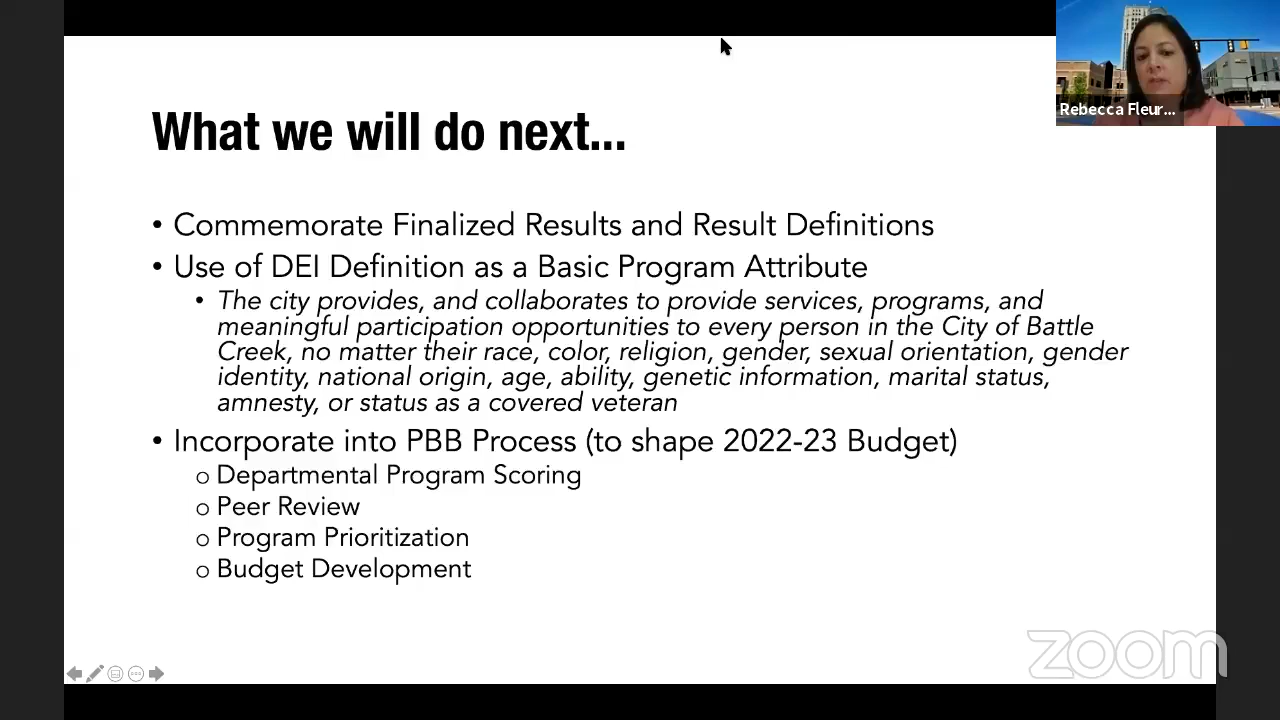 Rebecca Fleur...
What we will do next...
• Commemorate Finalized Results and Result Definitions
• Use of DEI Definition as a Basic Program Attribute
• The city provides, and collaborates to provide services, programs, and
meaningful participation opportunities to every person in the City of Battle
Creek, no matter their race, color, religion, gender, sexual orientation, gender
identity, national origin, age, ability, genetic information, marital status,
amnesty, or status as a covered veteran
• Incorporate into PBB Process (to shape 2022-23 Budget)
o Departmental Program Scoring
o Peer Review
o Program Prioritization
o Budget Development
zoom